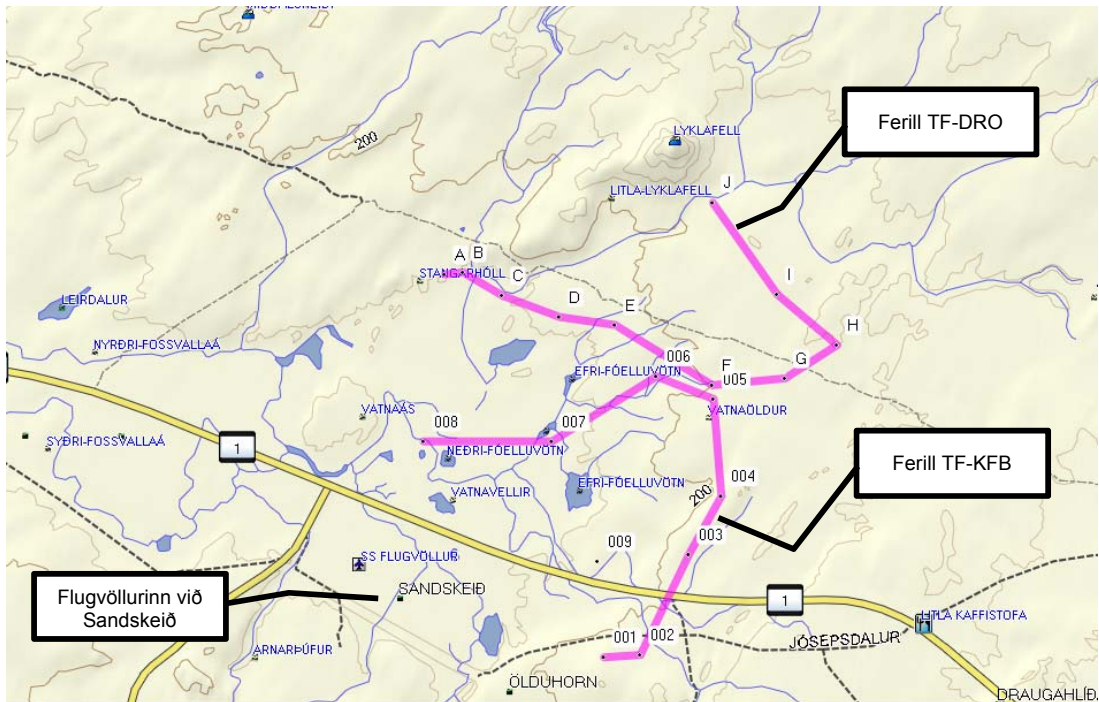 200
LYKLAFELL
Ferill TF-DRO
LITLA-LYKLAFELL
J
A
B
STANGARHÓLL
C
I
LEIRDALUR
D
E
H
NYRÐRI-FOSSVALLAÁ
006
F
G
EFRI-FÓELLUVÖTN
U05
VATNAÁS
008
007
VATNAÖLDUR
1
SYÐRI-FOSSVALLAÁ
NEÐRI-FÓELLUVÖTN
Ferill TF-KFB
004
EFRI-FÓELLUVÖTN
200
VATNAVELLIR
009
003
SS FLUGVÖLLUR
Flugvöllurinn við
Sandskeið
SANDSKEIÐ
1
LITLA KAFFISTOFA
001
002
JÓSEPSDALUR
ARNARÞÚFUR
ÖLDUHORN